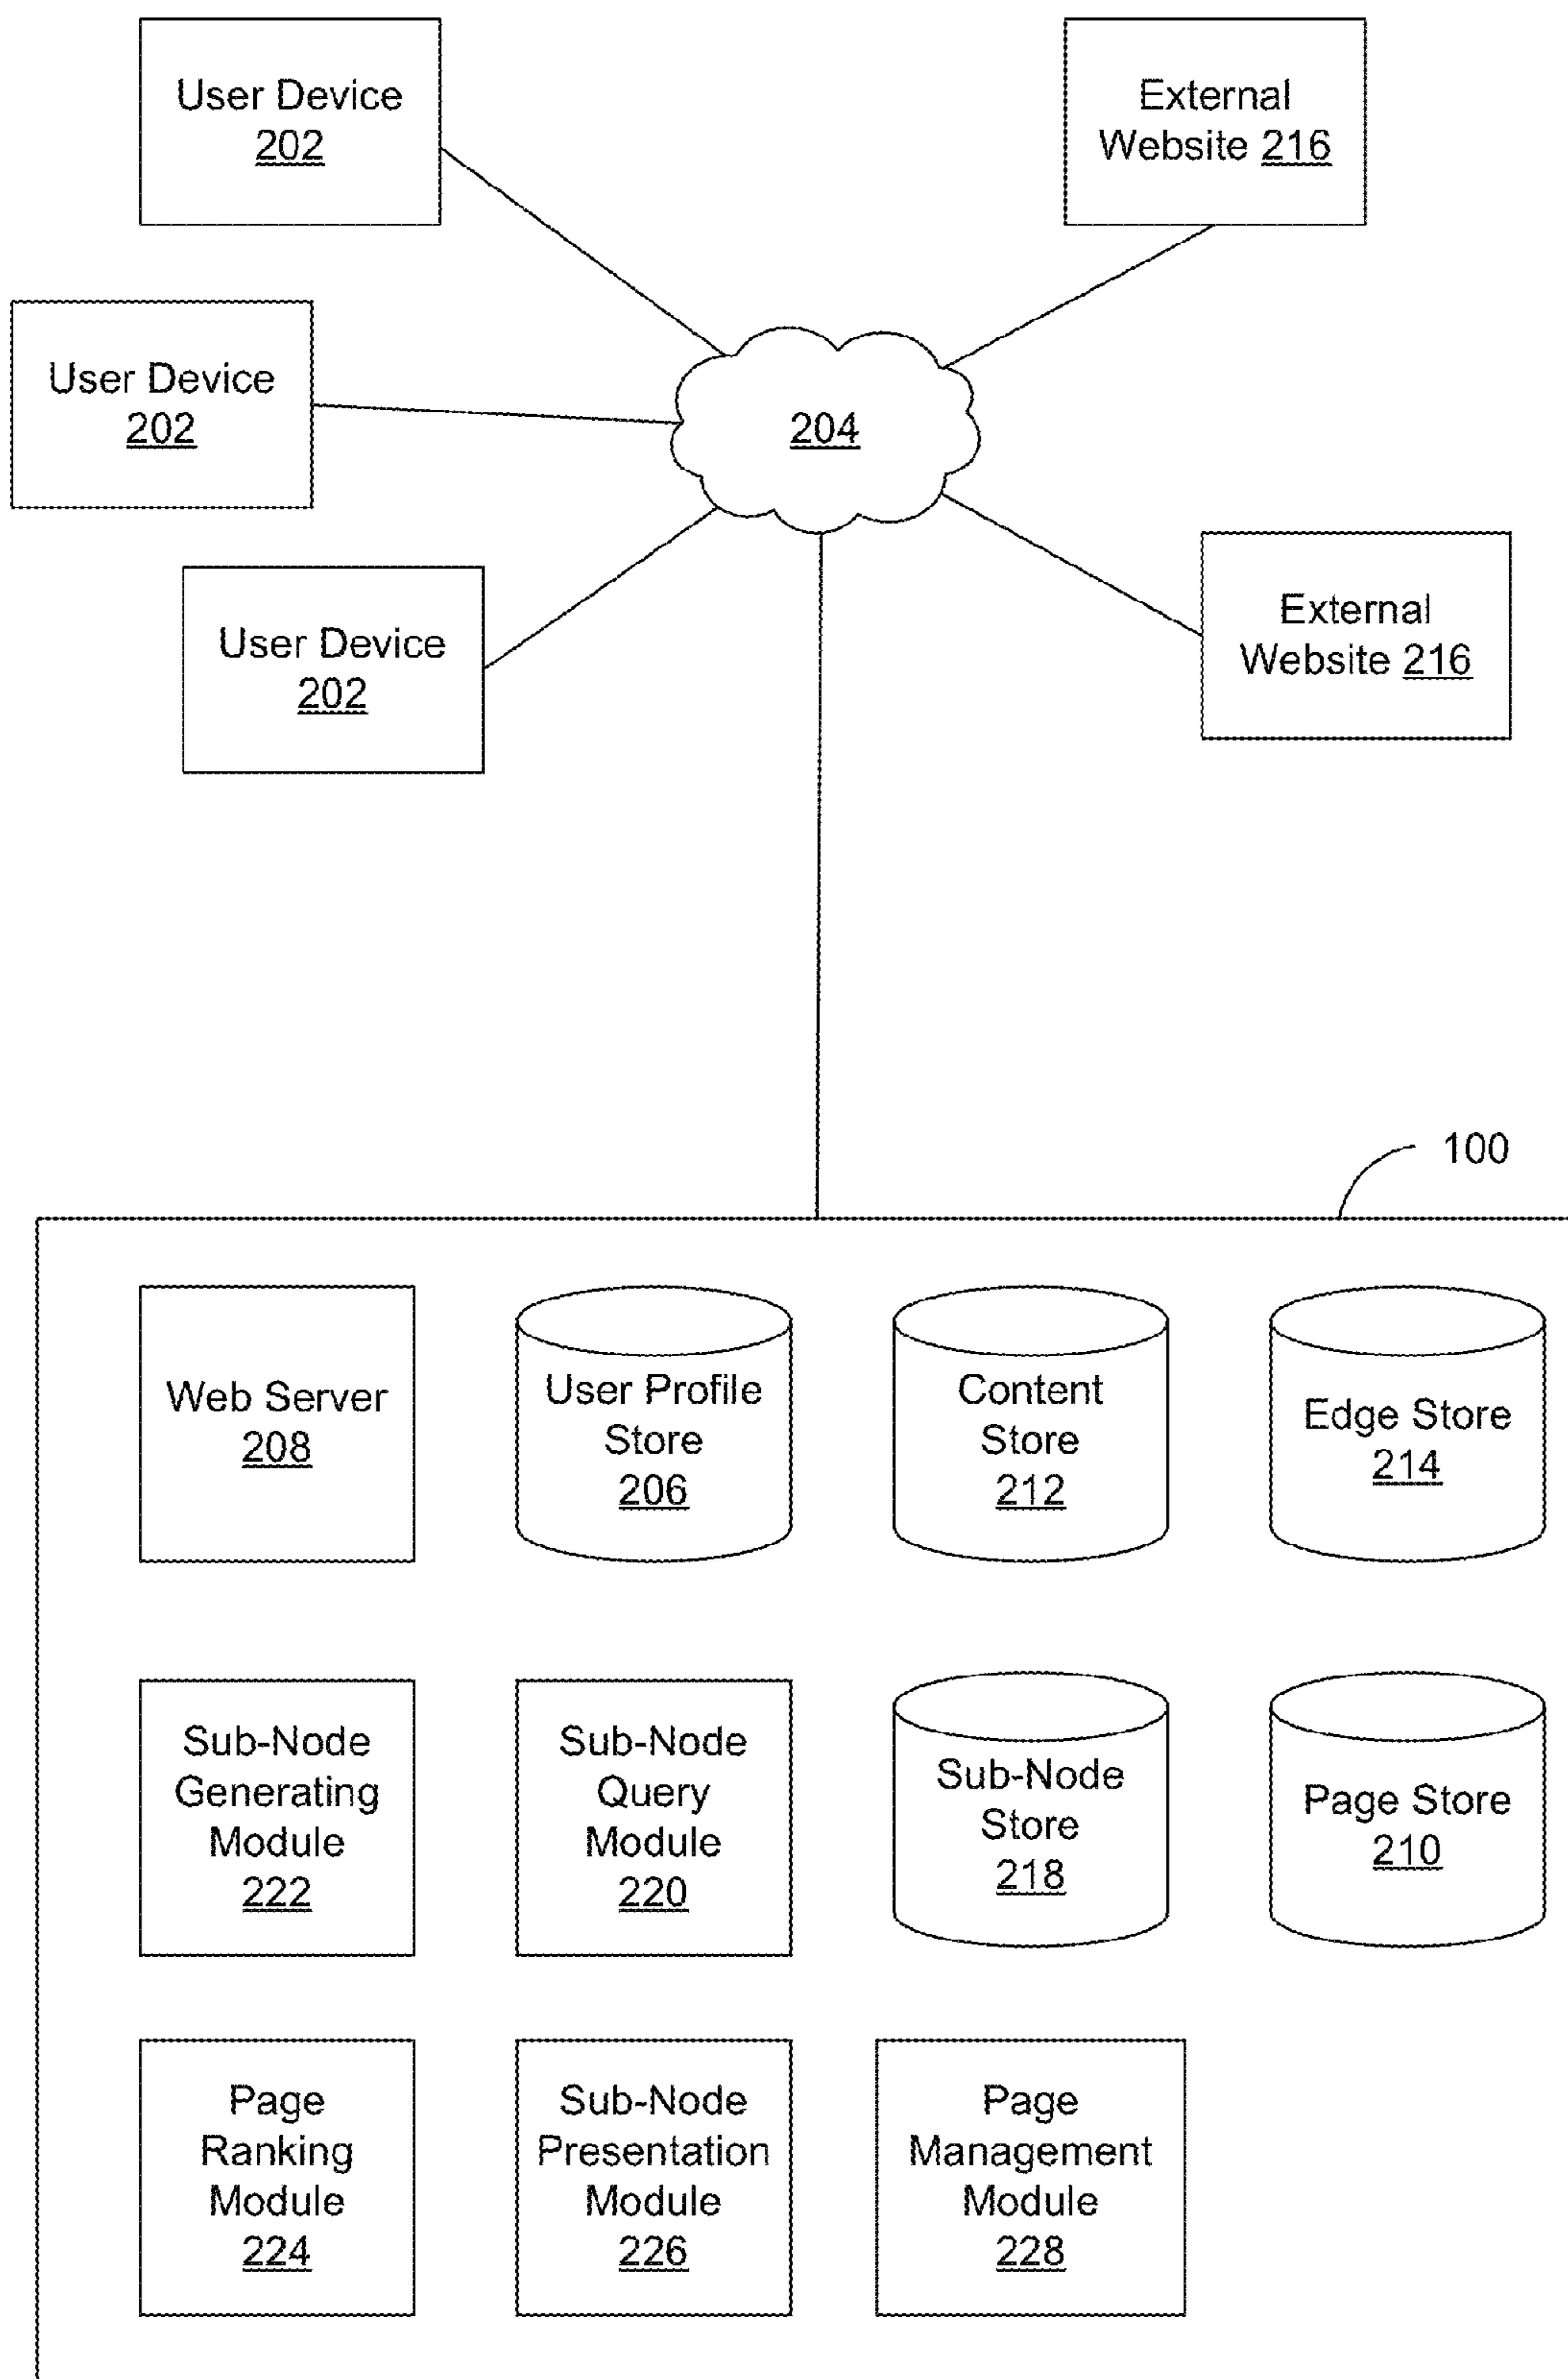 User Device
202
External
Website 216
User Device
202
204
User Device
202
External
Website 216
100
Web Server
208
User Profile
Store
206
Content
Store
212
Edge Store
214
Sub-Node
Generating
Module
222
Sub-Node
Query
Module
220
Sub-Node
Store
218
Page Store
210
Page
Ranking
Module
224
Sub-Node
Presentation
Module
226
Page
Management
Module
228